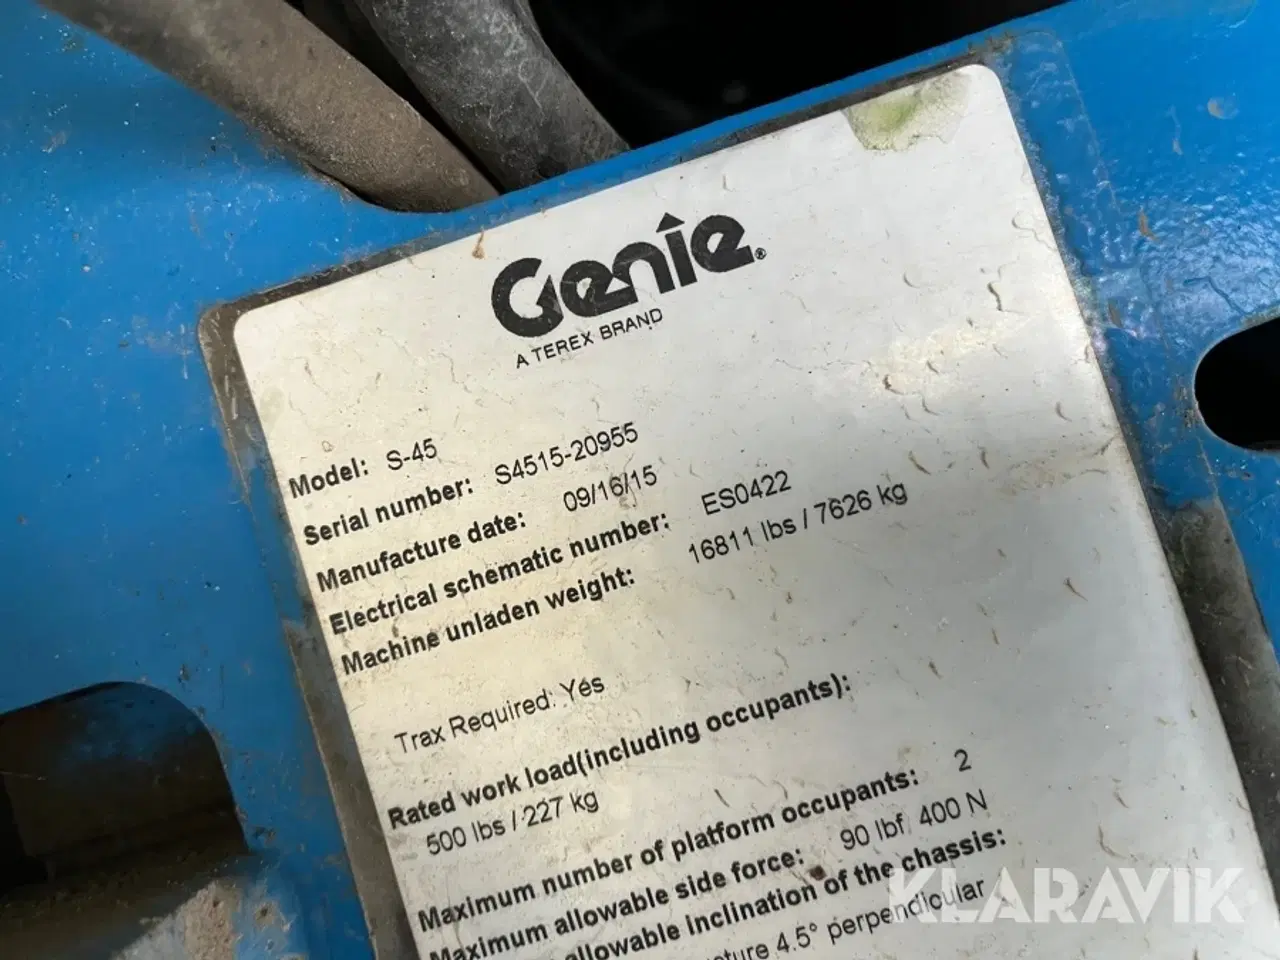 Genie®
A TEREX BRAND
Model: S-45
Serial number: S4515-20955
Manufacture date: 09/16/15
Electrical schematic number: ES0422
Machine unladen weight: 16811 lbs / 7626 kg
Trax Required: Yes
Rated work load(including occupants):
500 lbs / 227 kg
Maximum number of platform occupants: 2
Maximum allowable side force: 90 lbf, 400 N
allowable inclination of the chassis:
4.5° perpendicular
KLARAVIK